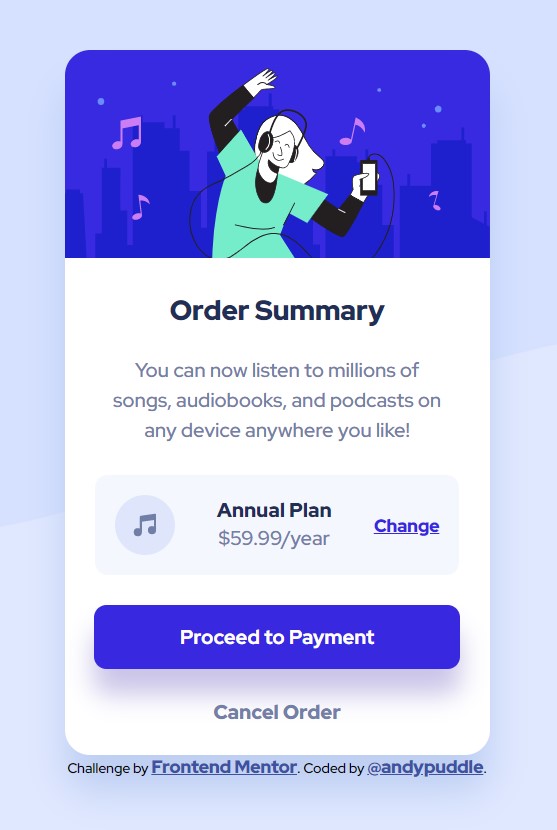 Order Summary
You can now listen to millions of
songs, audiobooks, and podcasts on
any device anywhere you like!
Annual Plan
$59.99/year
Change
Proceed to Payment
Cancel Order
Challenge by Frontend Mentor. Coded by @andypuddle.